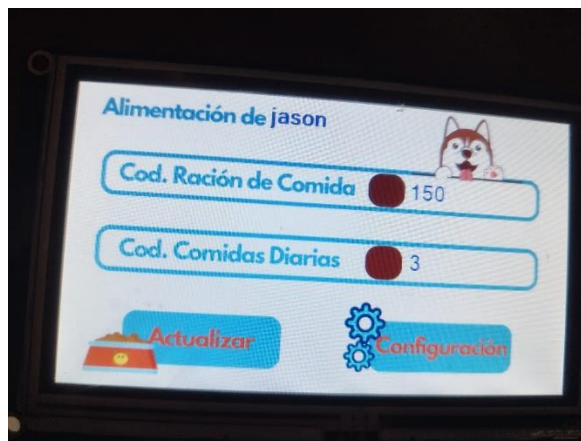 Alimentación de jason
Cod. Ración de Comida 150
Cod. Comidas Diarias 3
Actualizar Configuración